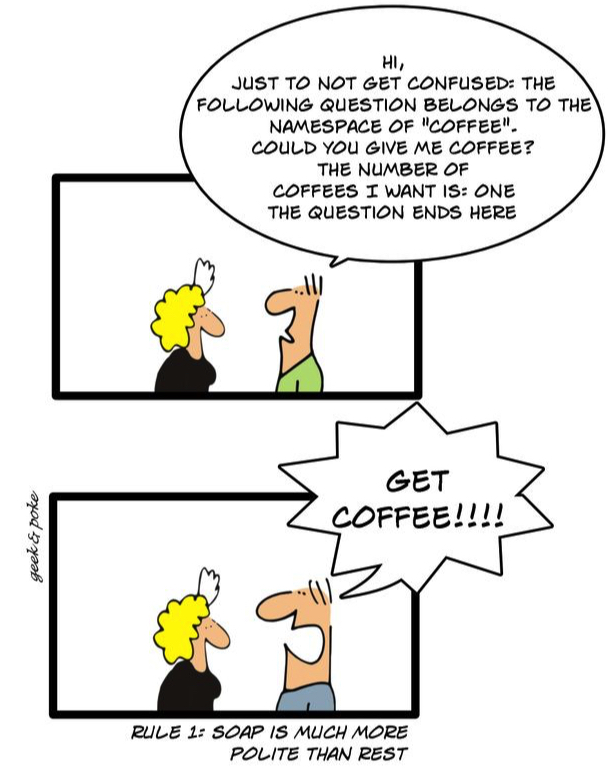 HI,
JUST TO NOT GET CONFUSED: THE
FOLLOWING QUESTION BELONGS TO THE
NAMESPACE OF "COFFEE".
COULD YOU GIVE ME COFFEE?
THE NUMBER OF
COFFEES I WANT IS: ONE
THE QUESTION ENDS HERE
GET
COFFEE!!!!
geek & poke
RULE 1: SOAP IS MUCH MORE
POLITE THAN REST